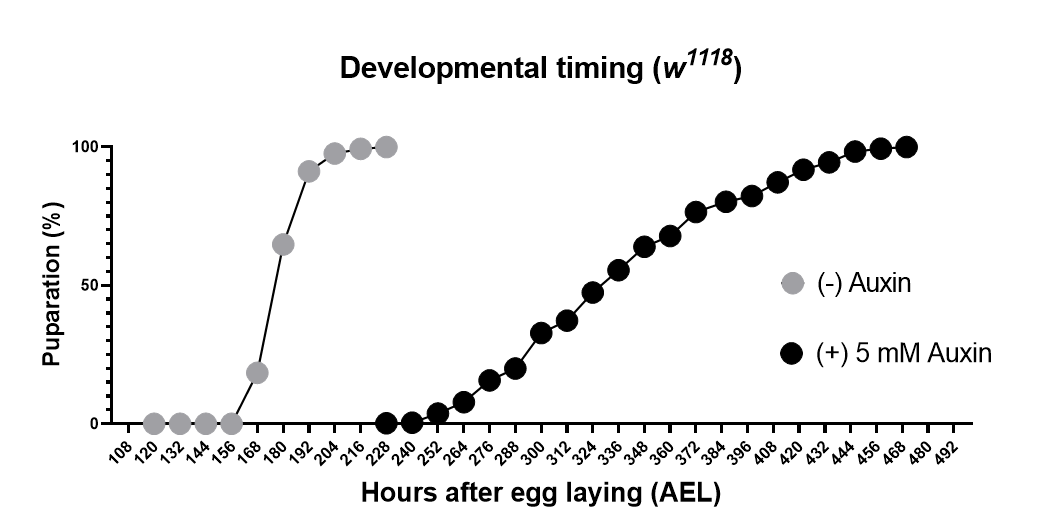 Developmental timing (w1118)
100
50
0
Puparation (%)
(-) Auxin
(+) 5 mM Auxin
108 120 132 144 156 168 180 192 204 216 228 240 252 264 276 288 300 312 324 336 348 360 372 384 396 408 420 432 444 456 468 480 492
Hours after egg laying (AEL)